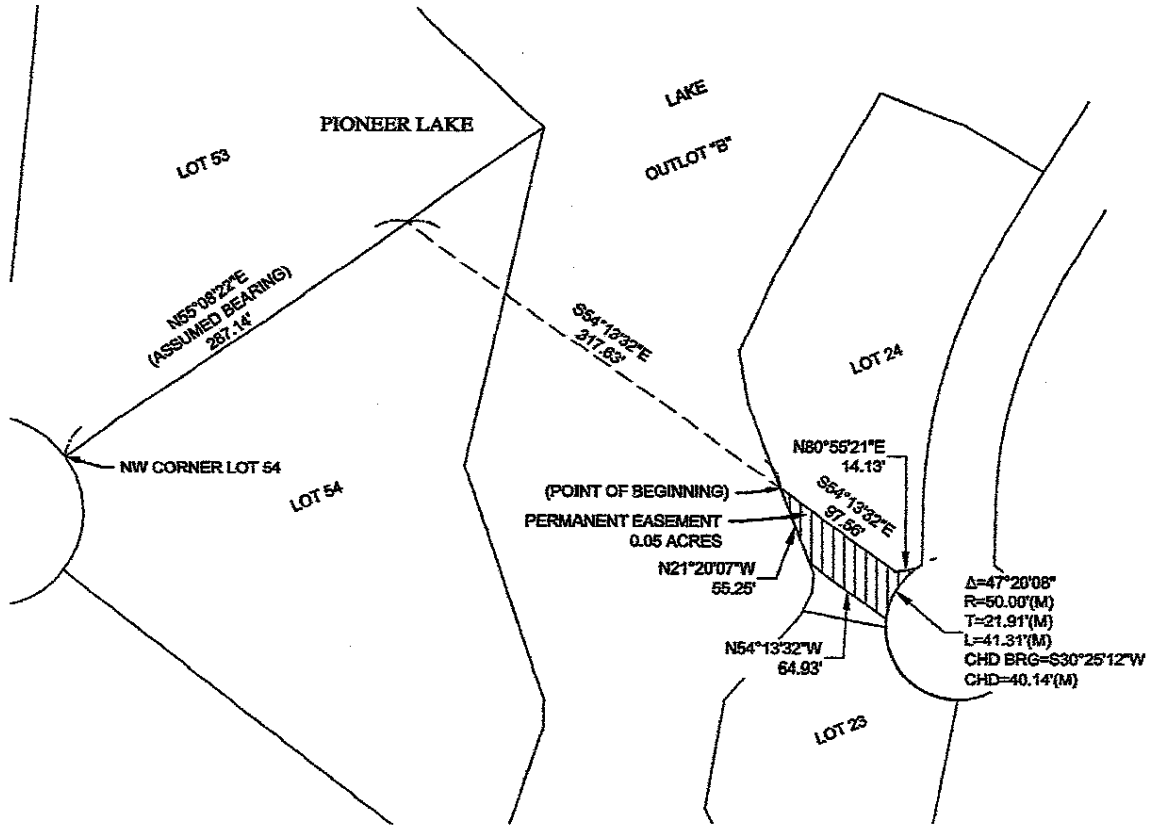 LAKE
PIONEER LAKE
OUTLOT "B"
LOT 53
N55°08'22"E
(ASSUMED BEARING)
287.14'
S54°13'32"E
317.63'
LOT 24
NW CORNER LOT 54
LOT 54
N80°55'21"E
14.13'
(POINT OF BEGINNING)
S54°13'32"E
97.56'
PERMANENT EASEMENT
0.05 ACRES
N21°20'07"W
55.25'
Δ=47°20'08"
R=50.00'(M)
T=21.91'(M)
L=41.31'(M)
CHD BRG=S30°25'12"W
CHD=40.14'(M)
N54°13'32"W
64.93'
LOT 23